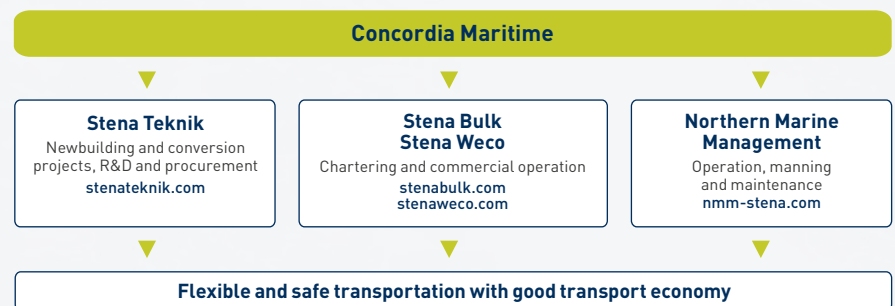 Concordia Maritime
Stena Teknik
Newbuilding and conversion
projects, R&D and procurement
stenateknik.com
Stena Bulk
Stena Weco
Chartering and commercial operation
stenabulk.com
stenaweco.com
Northern Marine
Management
Operation, manning
and maintenance
nmm-stena.com
Flexible and safe transportation with good transport economy